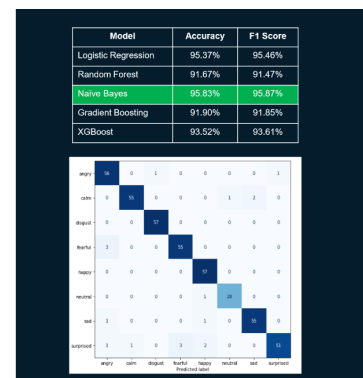 Model Accuracy F1 Score
Logistic Regression 95.37% 95.46%
Random Forest 91.67% 91.47%
Naïve Bayes 95.83% 95.87%
Gradient Boosting 91.90% 91.85%
XGBoost 93.52% 93.61%
angry 56 0 1 0 0 0 0 1
calm 0 55 0 0 0 1 2 0
disgust 0 0 57 0 0 0 0 0
fearful 0 0 55 0 0 0 0
happy 0 0 0 0 57 0 0 0
neutral 0 0 0 0 1 28 0 0
sad 0 0 0 1 0 55 0
surprised 1 0 3 2 0 0 51
angry calm disgust fearful happy neutral sad surprised
Predicted label